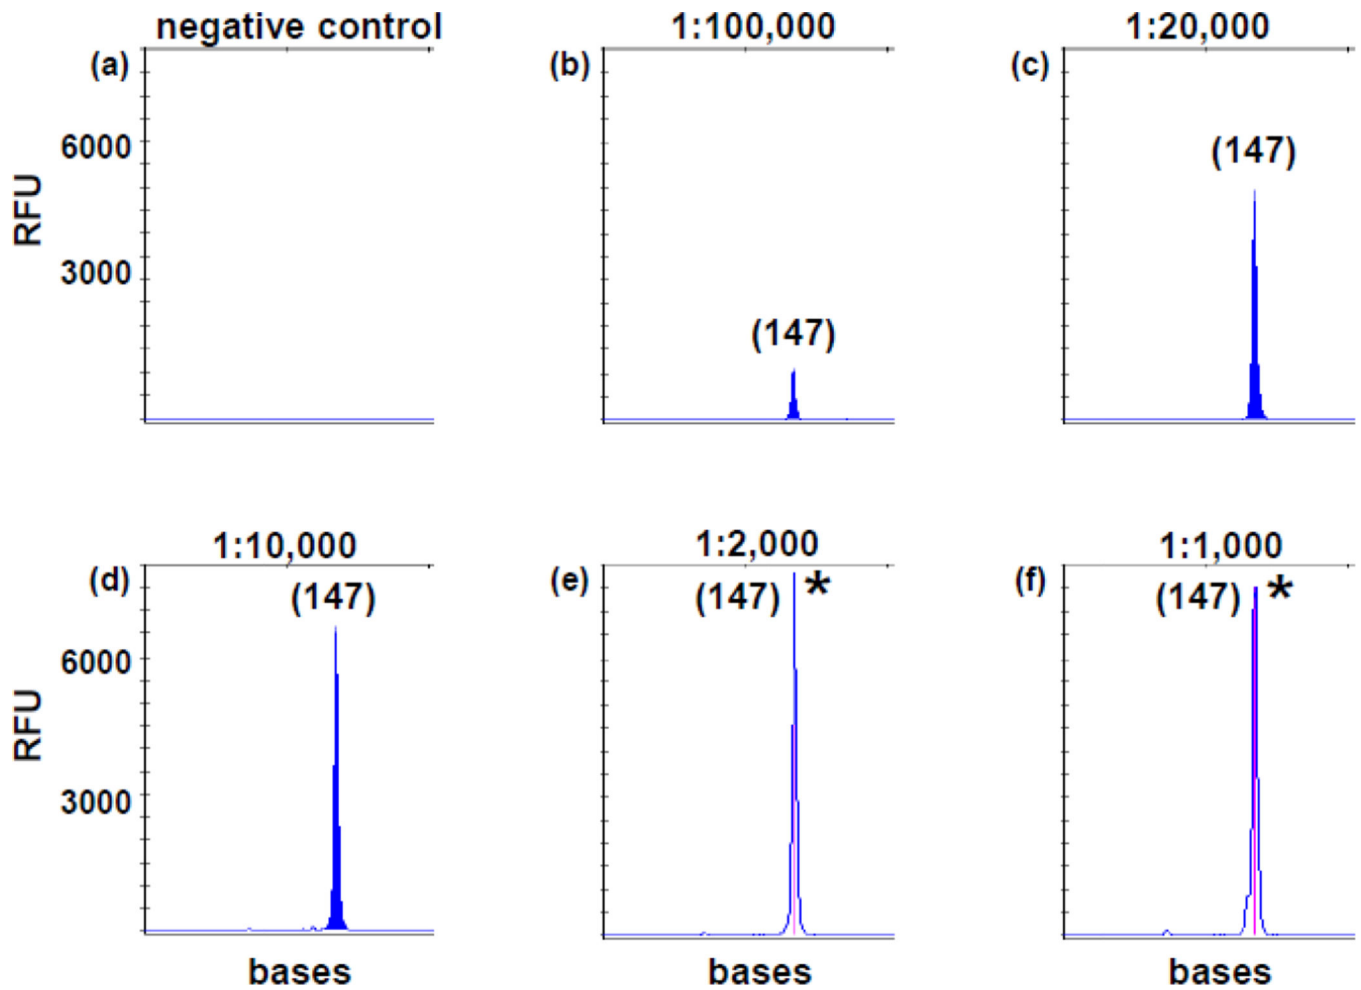 negative control
1:100,000
1:20,000
(a)
(b)
(c)
6000
(147)
RFU
3000
(147)
1:10,000
1:2,000
1:1,000
(d)
(147)
(e)
(147) *
(f)
(147) *
6000
RFU
3000
bases
bases
bases